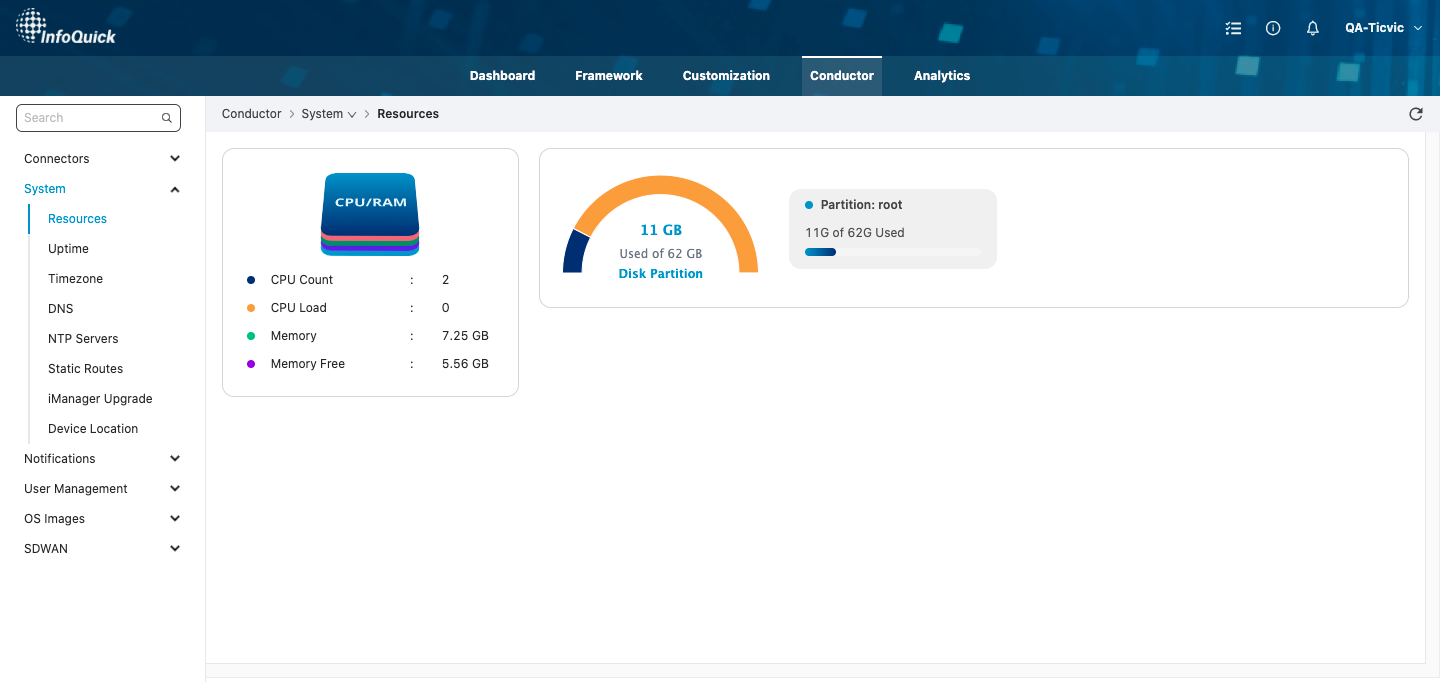 InfoQuick
QA-Ticvic
Dashboard Framework Customization Conductor Analytics
Search
Conductor > System > Resources
Connectors
System
Resources
Uptime
Timezone
DNS
NTP Servers
Static Routes
iManager Upgrade
Device Location
Notifications
User Management
OS Images
SDWAN
CPU/RAM
CPU Count : 2
CPU Load : 0
Memory : 7.25 GB
Memory Free : 5.56 GB
11 GB
Used of 62 GB
Disk Partition
Partition: root
11G of 62G Used